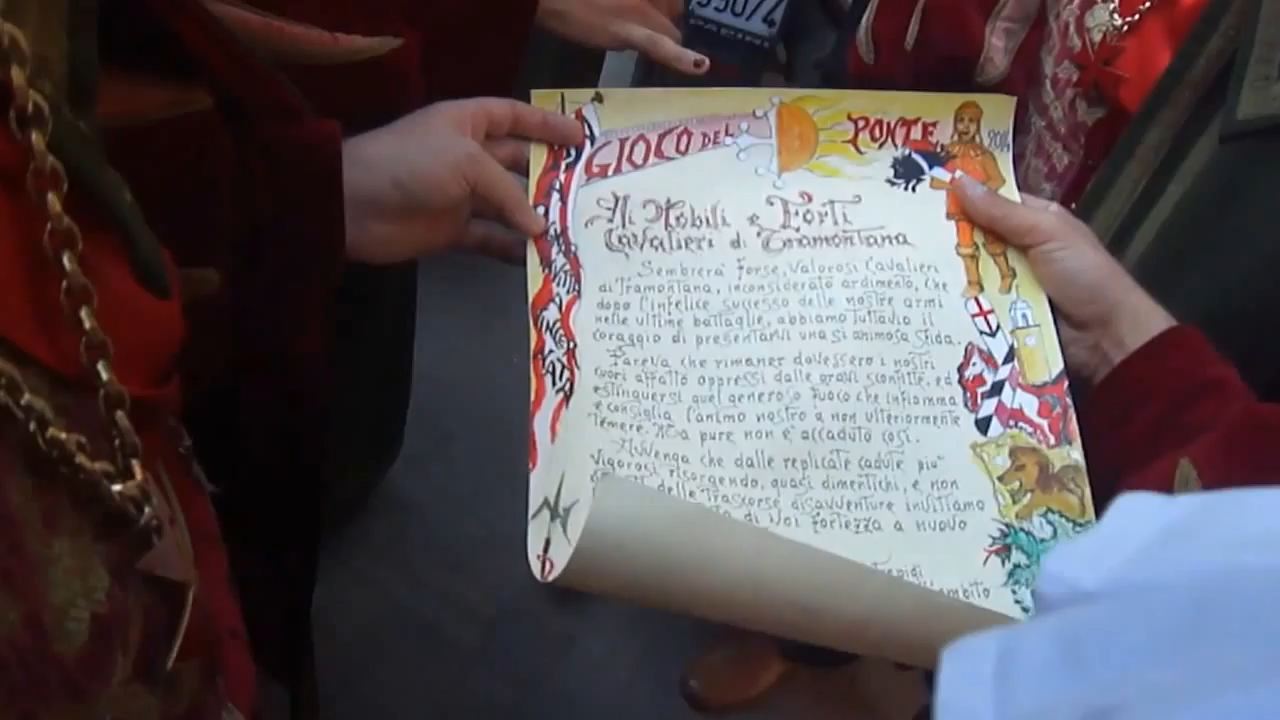 GIOCO DEL PONTE 2014
Ai Nobili e Forti
Cavalieri di Tramontana
Sembrerà forse, Valorosi Cavalieri
di Tramontana, inconsiderato ardimento, che
dopo l'infelice successo delle nostre armi
nelle ultime battaglie, abbiamo tuttavia il
coraggio di presentarvi una sì animosa sfida.
Pareva che rimaner dovessero i nostri
cuori affatto oppressi dalle gravi sconfitte, ed
estinguersi quel generoso fuoco che infiamma
e consiglia l'animo nostro a non ulteriormente
temere. Ma pure non è accaduto così.
Avvenga che dalle replicate cadute più
vigorosi risorgendo, quasi dimentichi, e non
delle trascorse disavventure invitiamo
di Voi fortezza a nuovo